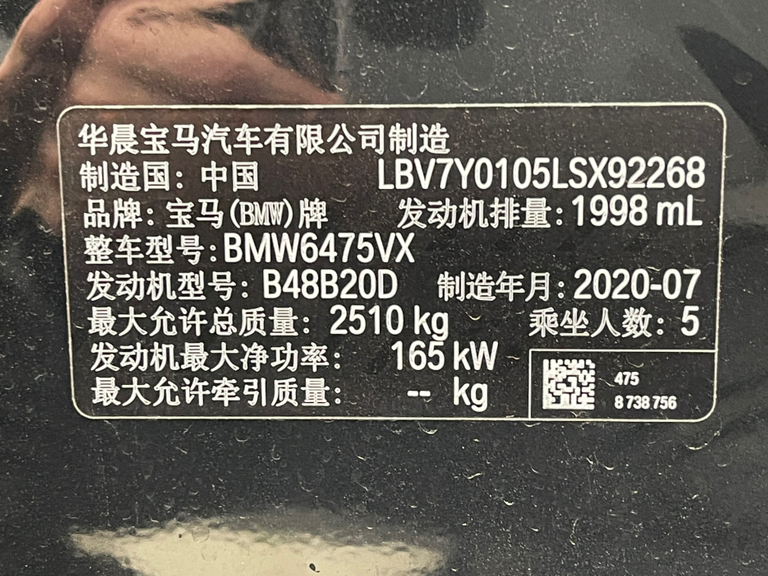 华晨宝马汽车有限公司制造
制造国：中国 LBV7Y0105LSX92268
品牌：宝马(BMW)牌 发动机排量：1998 mL
整车型号：BMW6475VX
发动机型号：B48B20D 制造年月：2020-07
最大允许总质量：2510 kg 乘坐人数：5
发动机最大净功率：165 kW
最大允许牵引质量：-- kg
475
8 738 756